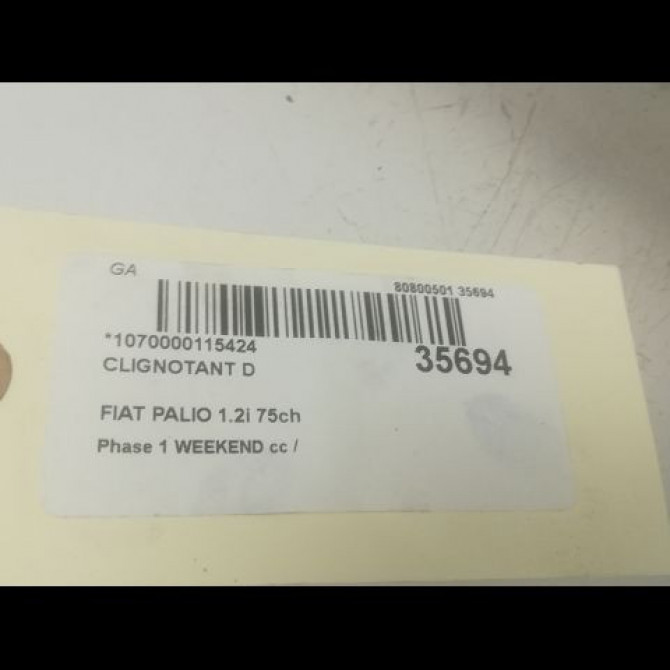 GA
80800501 35694
*1070000115424
35694
CLIGNOTANT D
FIAT PALIO 1.2i 75ch
Phase 1 WEEKEND cc /